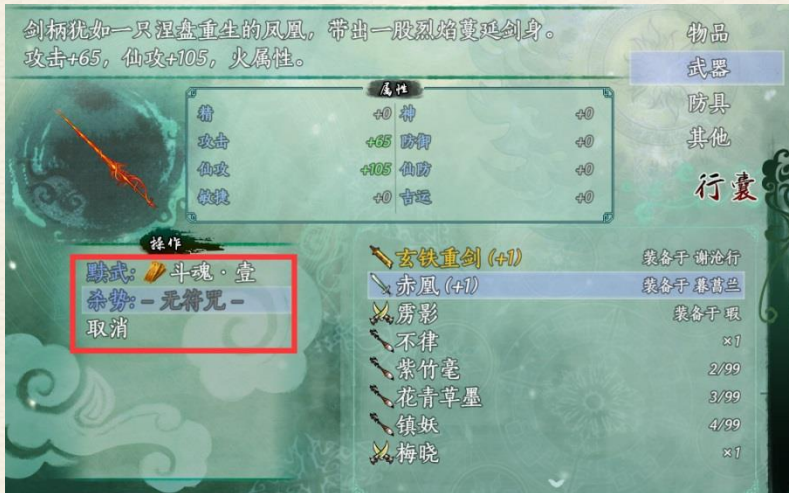 剑柄犹如一只涅盘重生的凤凰，带出一股烈焰蔓延剑身。
攻击+65，仙攻+105，火属性。
物品
武器
防具
其他
行囊
属性
精 +0 神 +0
攻击 +65 防御 +0
仙攻 +105 仙防 +0
敏捷 +0 吉运 +0
操作
黩武: 斗魂·壹
杀势: – 无符咒 –
取消
玄铁重剑(+1) 装备于 谢沧行
赤凰(+1) 装备于 暮菖兰
雳影 装备于 瑕
不律 ×1
紫竹毫 2/99
花青草墨 3/99
镇妖 4/99
梅晓 ×1